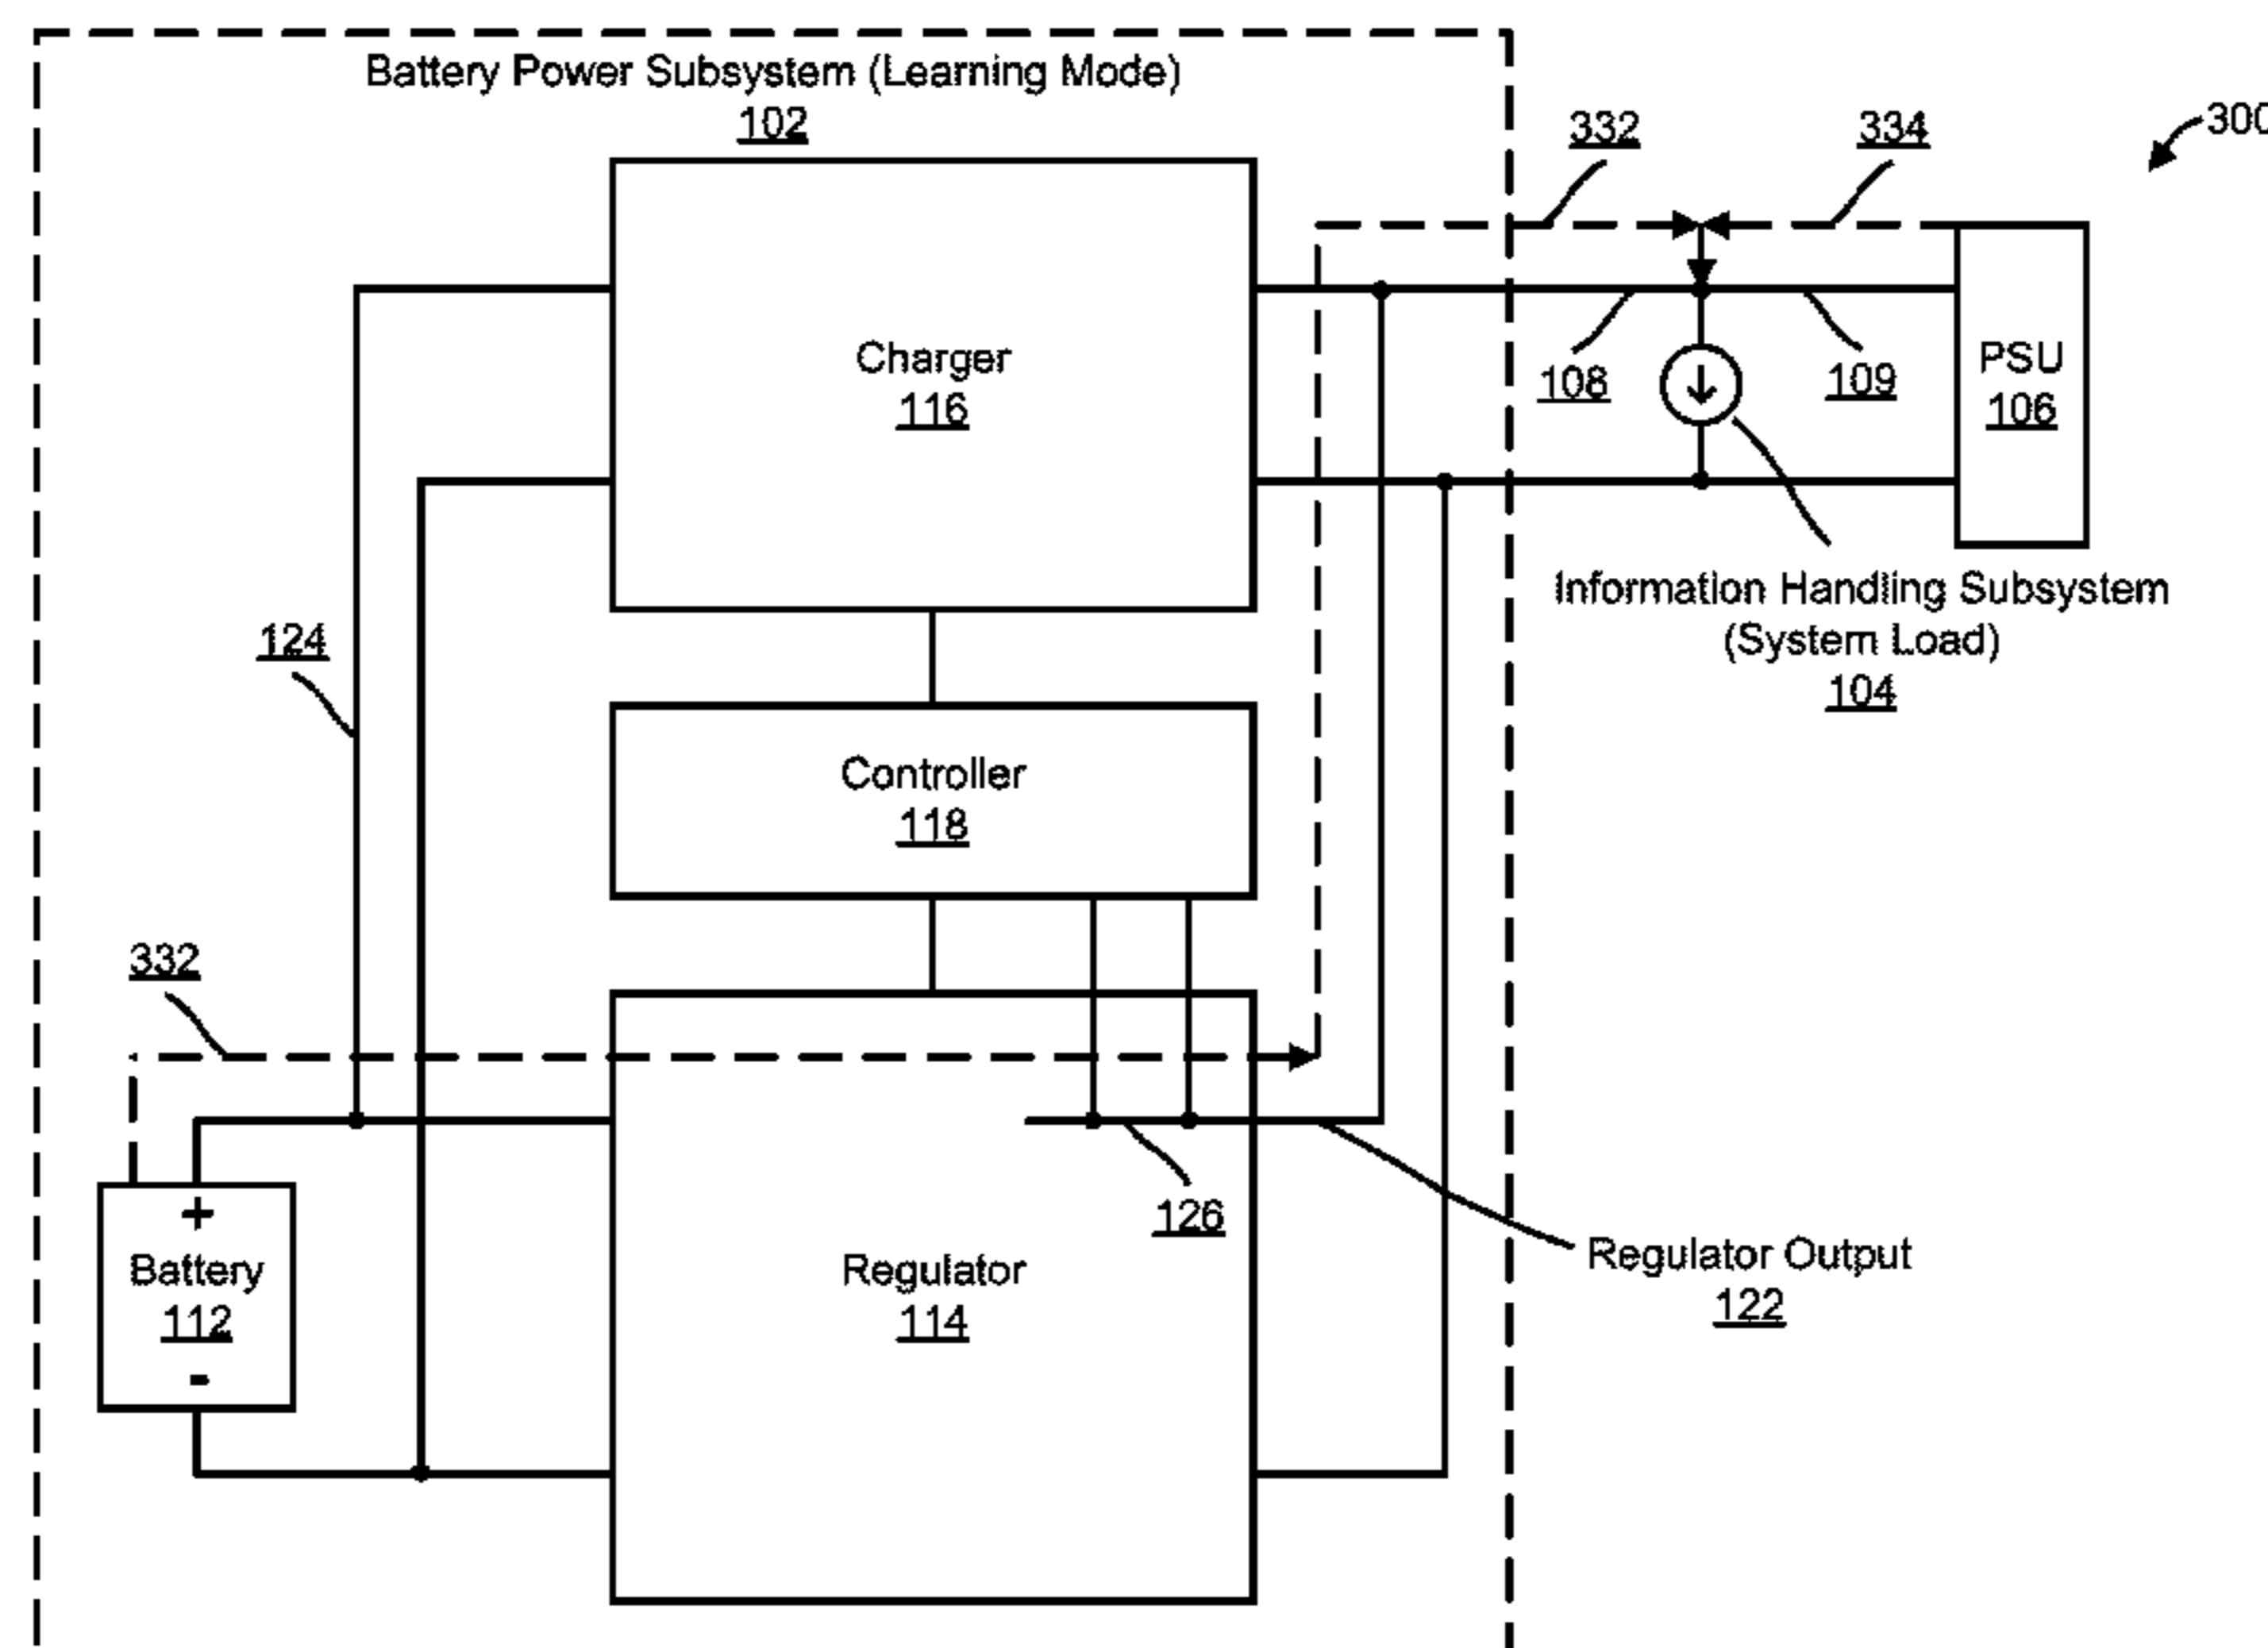 Battery Power Subsystem (Learning Mode)
102
332
334
300
Charger
116
108
109
PSU
106
Information Handling Subsystem
(System Load)
104
124
Controller
118
332
126
Battery
112
+
-
Regulator
114
Regulator Output
122